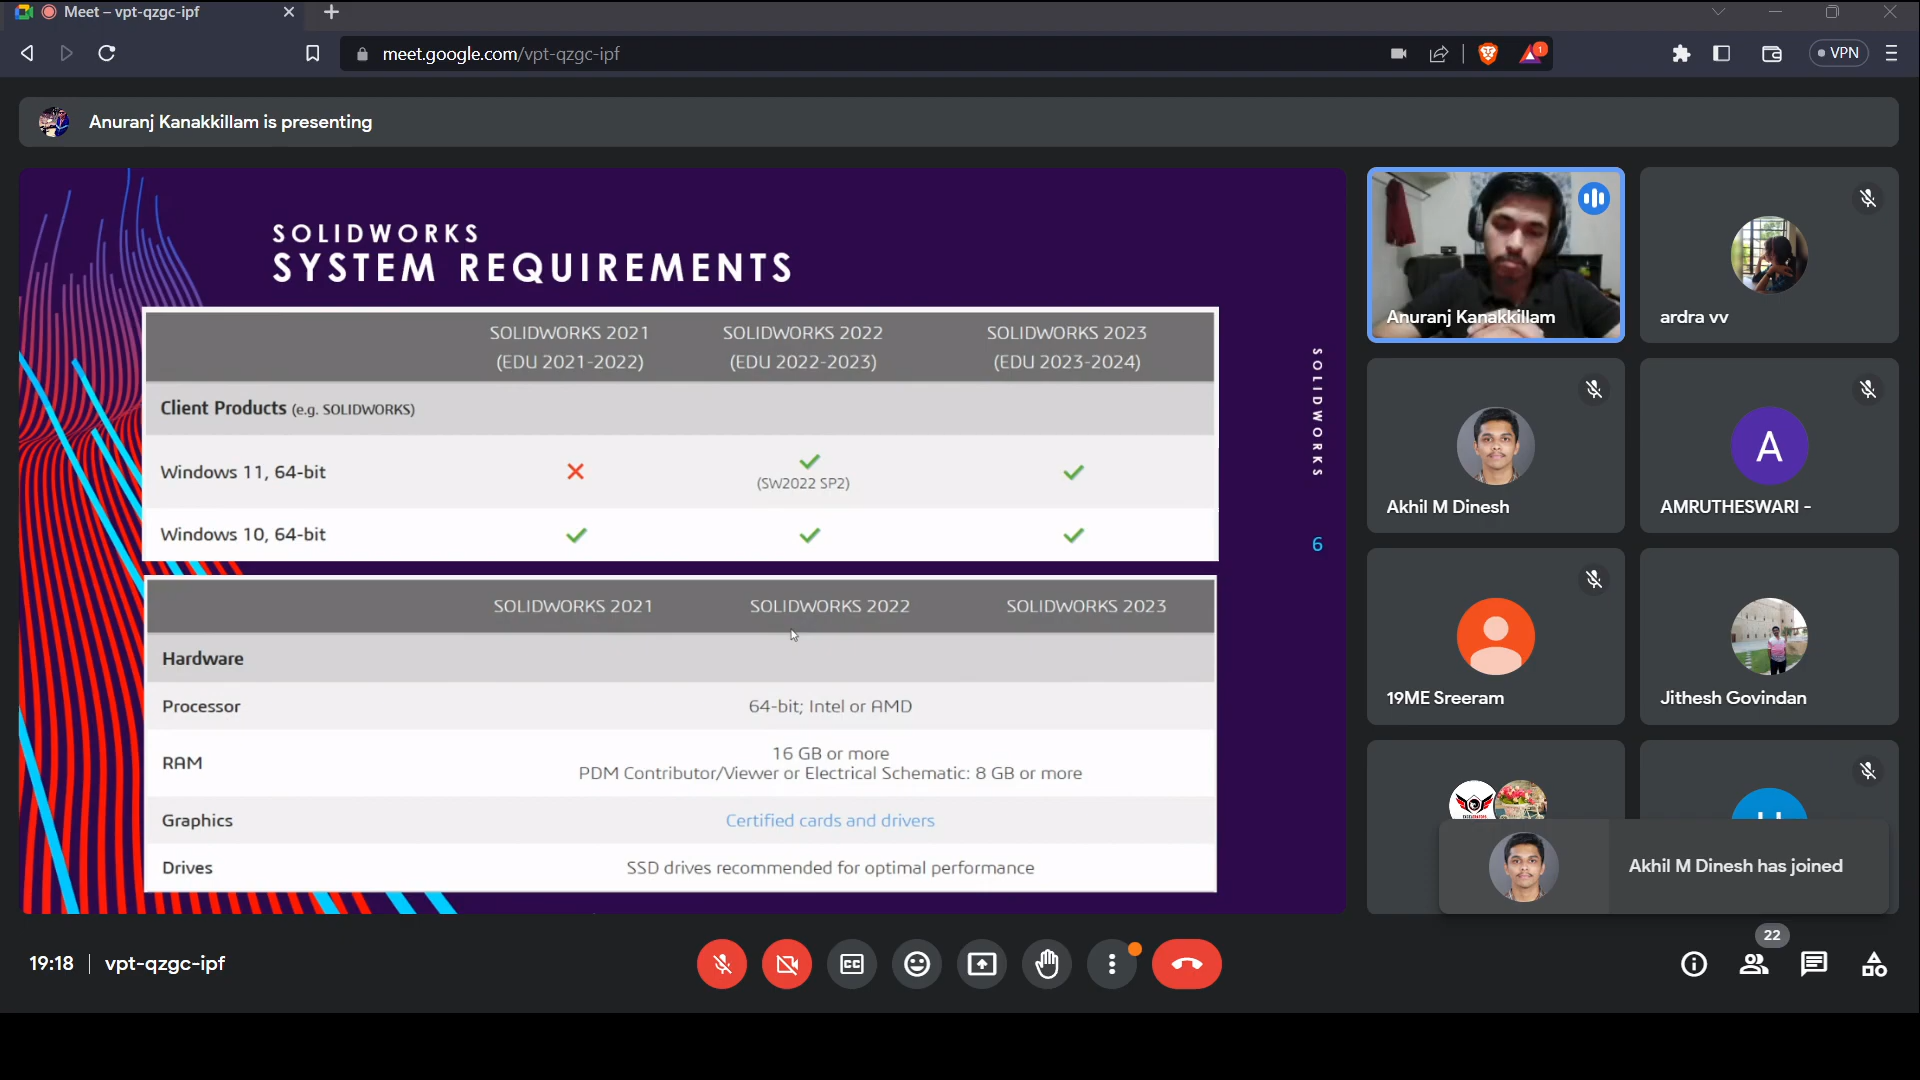 Meet – vpt-qzgc-ipf
meet.google.com/vpt-qzgc-ipf
1
VPN
Anuranj Kanakkillam is presenting
SOLIDWORKS
SYSTEM REQUIREMENTS
SOLIDWORKS 2021 SOLIDWORKS 2022 SOLIDWORKS 2023
(EDU 2021-2022) (EDU 2022-2023) (EDU 2023-2024)
Client Products (e.g. SOLIDWORKS)
Windows 11, 64-bit
(SW2022 SP2)
Windows 10, 64-bit
SOLIDWORKS 2021 SOLIDWORKS 2022 SOLIDWORKS 2023
Hardware
Processor 64-bit; Intel or AMD
RAM 16 GB or more
PDM Contributor/Viewer or Electrical Schematic: 8 GB or more
Graphics Certified cards and drivers
Drives SSD drives recommended for optimal performance
SOLIDWORKS
6
Anuranj Kanakkillam
ardra vv
Akhil M Dinesh
A
AMRUTHESWARI -
19ME Sreeram
Jithesh Govindan
Akhil M Dinesh has joined
19:18 | vpt-qzgc-ipf
CC
22